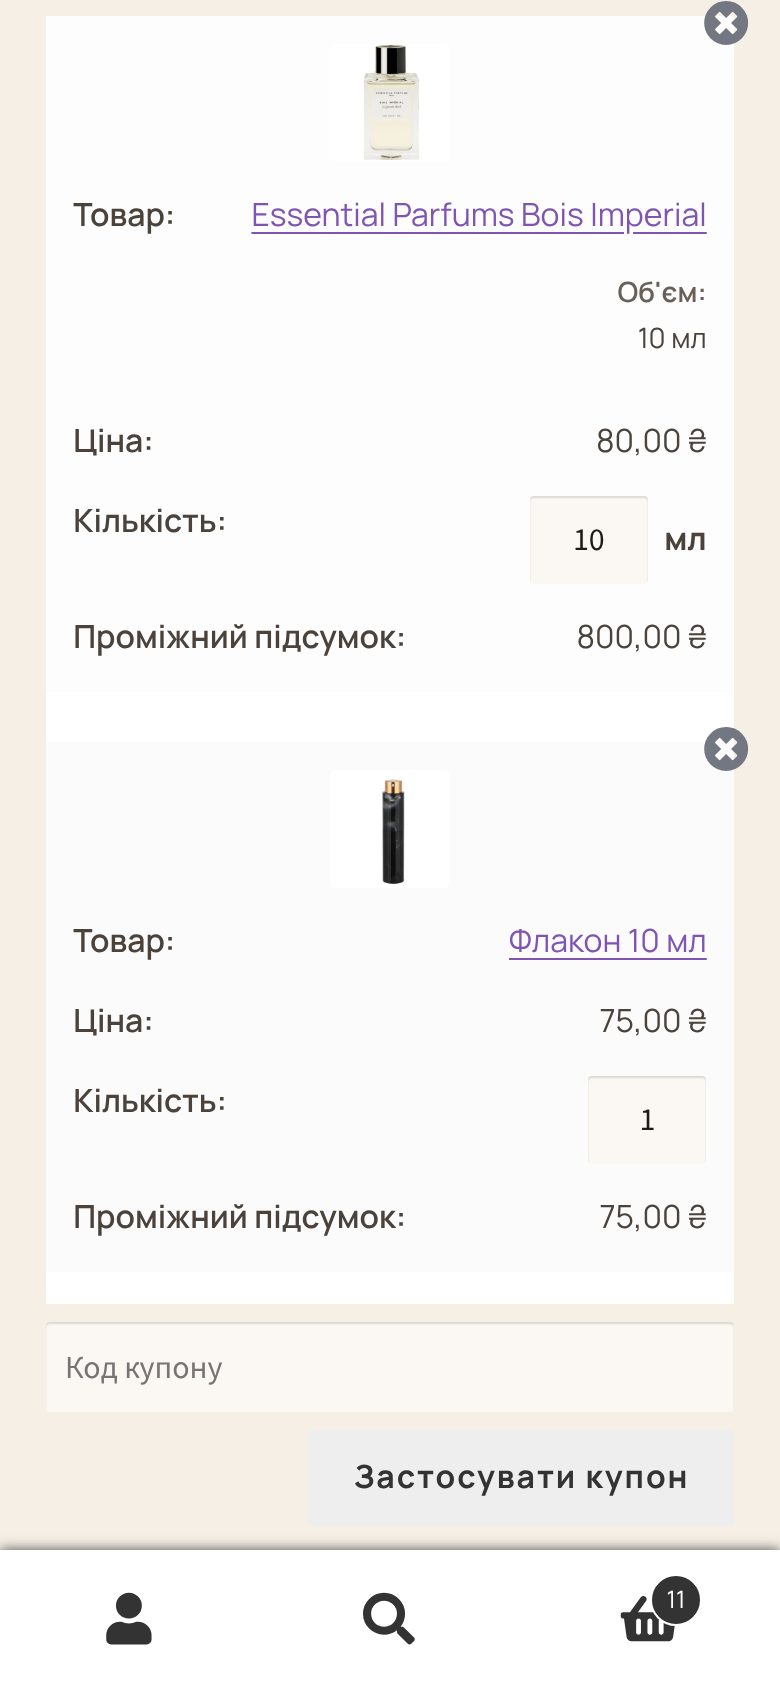 Товар: Essential Parfums Bois Imperial
Об'єм:
10 мл
Ціна: 80,00 ₴
Кількість: 10 мл
Проміжний підсумок: 800,00 ₴
Товар: Флакон 10 мл
Ціна: 75,00 ₴
Кількість: 1
Проміжний підсумок: 75,00 ₴
Код купону
Застосувати купон
11